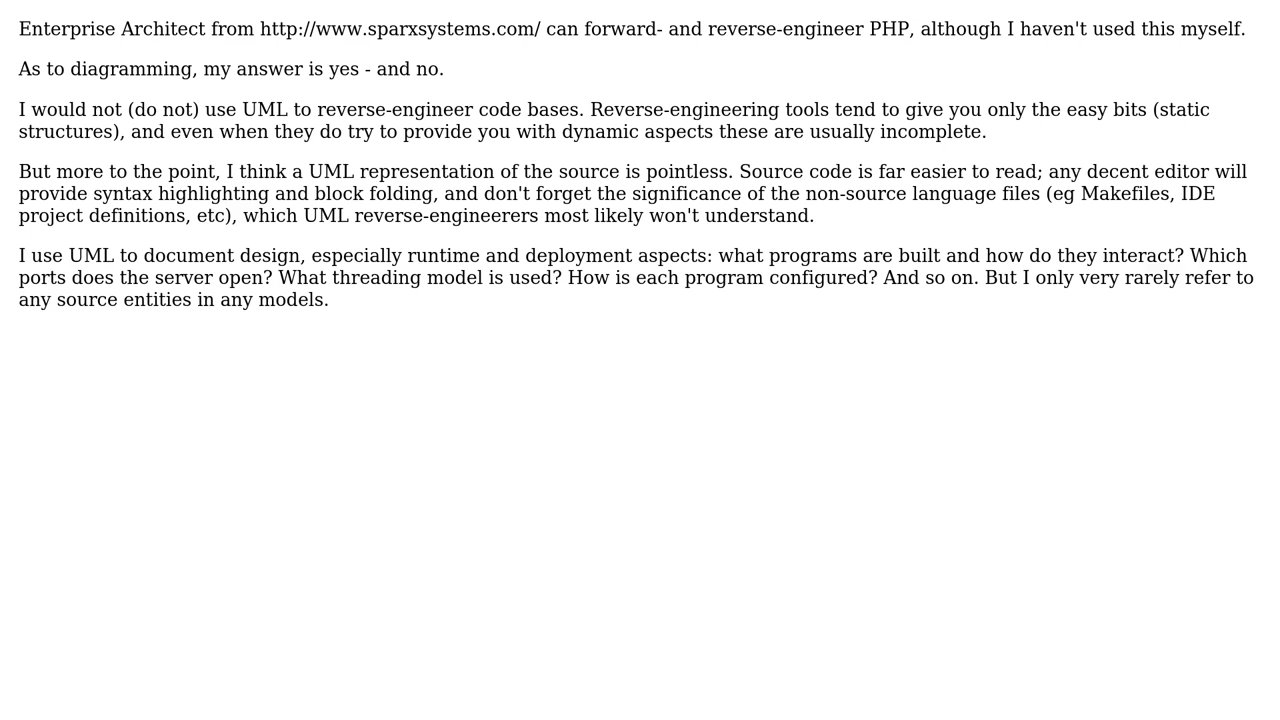 Enterprise Architect from http://www.sparxsystems.com/ can forward- and reverse-engineer PHP, although I haven't used this myself.
As to diagramming, my answer is yes - and no.
I would not (do not) use UML to reverse-engineer code bases. Reverse-engineering tools tend to give you only the easy bits (static
structures), and even when they do try to provide you with dynamic aspects these are usually incomplete.
But more to the point, I think a UML representation of the source is pointless. Source code is far easier to read; any decent editor will
provide syntax highlighting and block folding, and don't forget the significance of the non-source language files (eg Makefiles, IDE
project definitions, etc), which UML reverse-engineerers most likely won't understand.
I use UML to document design, especially runtime and deployment aspects: what programs are built and how do they interact? Which
ports does the server open? What threading model is used? How is each program configured? And so on. But I only very rarely refer to
any source entities in any models.